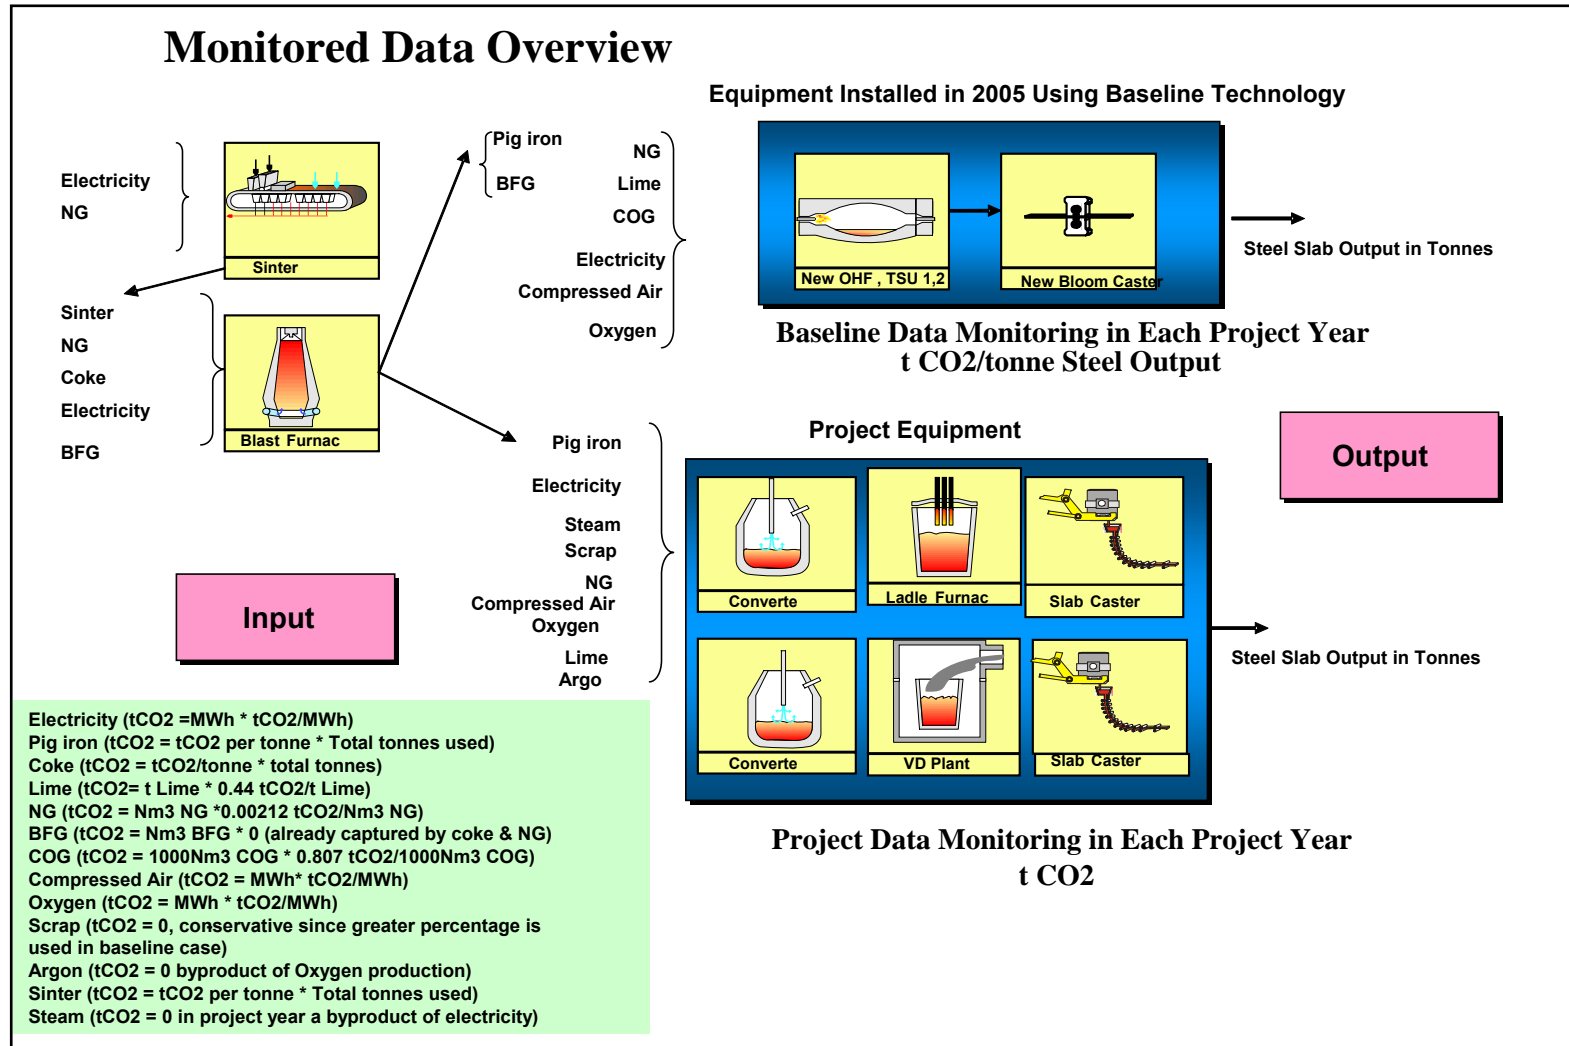 Monitored Data Overview
Equipment Installed in 2005 Using Baseline Technology
Electricity
NG
Sinter
Sinter
NG
Coke
Electricity
BFG
Blast Furnac
Pig iron
BFG
NG
Lime
COG
Electricity
Compressed Air
Oxygen
New OHF , TSU 1,2
New Bloom Caster
Steel Slab Output in Tonnes
Baseline Data Monitoring in Each Project Year
t CO2/tonne Steel Output
Pig iron
Electricity
Steam
Scrap
NG
Compressed Air
Oxygen
Lime
Argo
Project Equipment
Converte
Ladle Furnac
Slab Caster
Converte
VD Plant
Slab Caster
Steel Slab Output in Tonnes
Project Data Monitoring in Each Project Year
t CO2
Output
Input
Electricity (tCO2 =MWh * tCO2/MWh)
Pig iron (tCO2 = tCO2 per tonne * Total tonnes used)
Coke (tCO2 = tCO2/tonne * total tonnes)
Lime (tCO2= t Lime * 0.44 tCO2/t Lime)
NG (tCO2 = Nm3 NG *0.00212 tCO2/Nm3 NG)
BFG (tCO2 = Nm3 BFG * 0 (already captured by coke & NG)
COG (tCO2 = 1000Nm3 COG * 0.807 tCO2/1000Nm3 COG)
Compressed Air (tCO2 = MWh* tCO2/MWh)
Oxygen (tCO2 = MWh * tCO2/MWh)
Scrap (tCO2 = 0, conservative since greater percentage is
used in baseline case)
Argon (tCO2 = 0 byproduct of Oxygen production)
Sinter (tCO2 = tCO2 per tonne * Total tonnes used)
Steam (tCO2 = 0 in project year a byproduct of electricity)